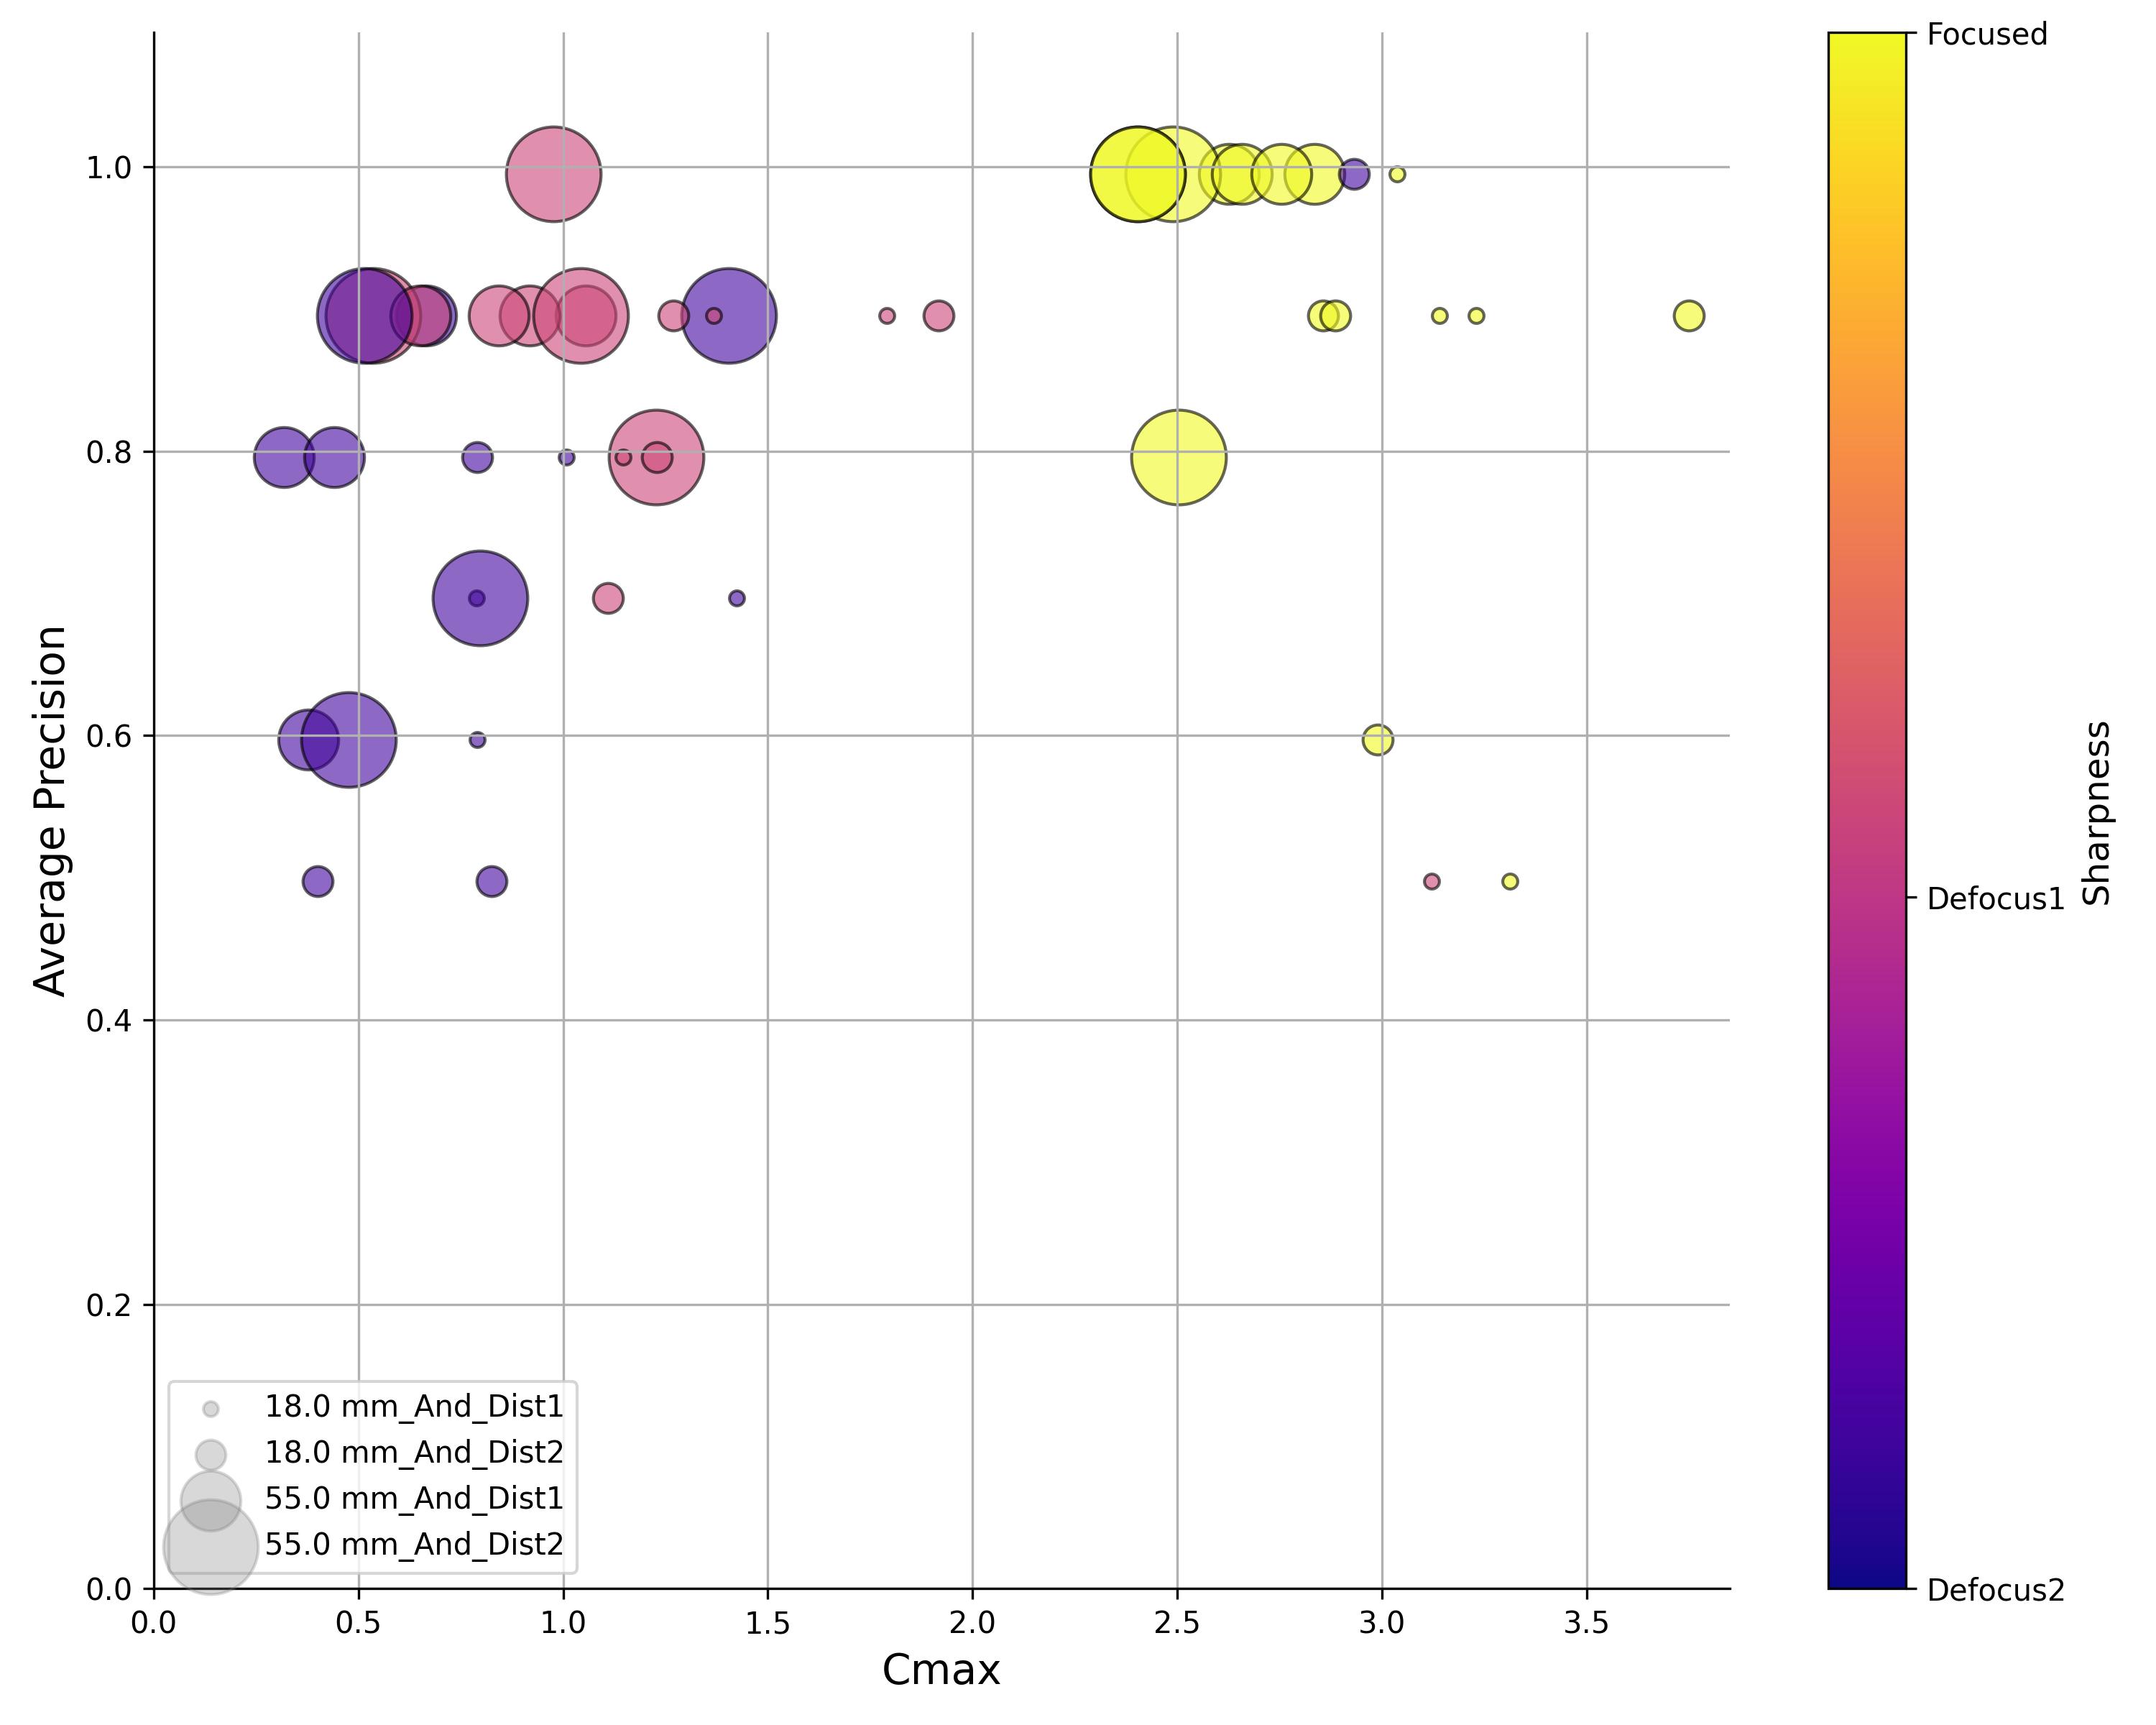 Average Precision
1.0
0.8
0.6
0.4
0.2
0.0
0.0 0.5 1.0 1.5 2.0 2.5 3.0 3.5
Cmax
18.0 mm_And_Dist1
18.0 mm_And_Dist2
55.0 mm_And_Dist1
55.0 mm_And_Dist2
Focused
Defocus1
Defocus2
Sharpness